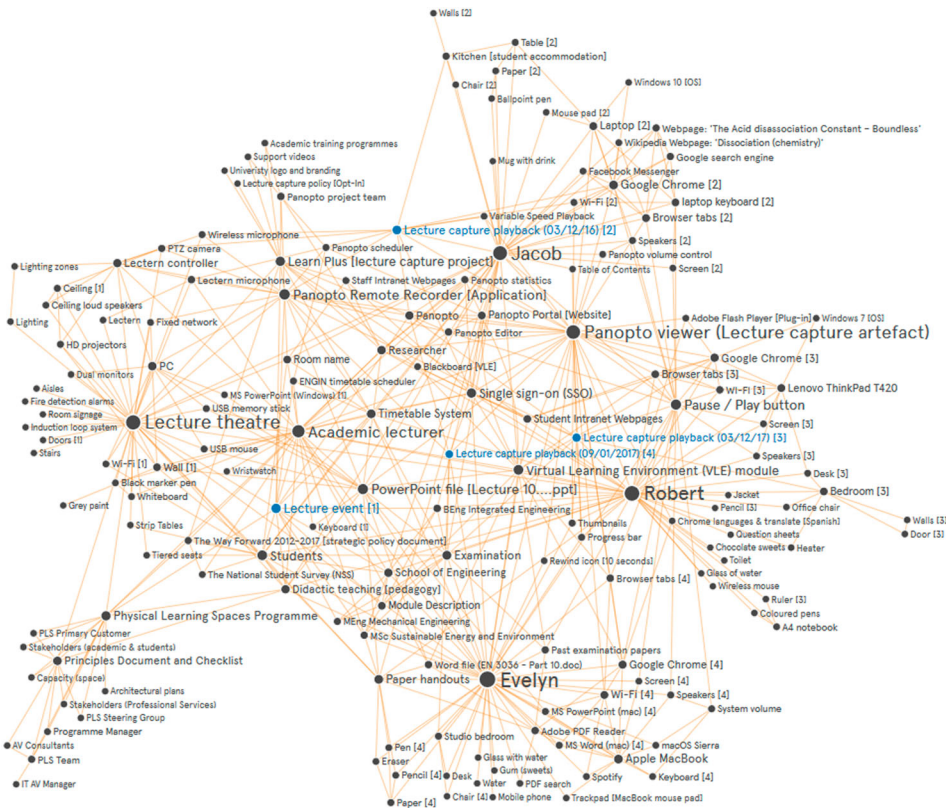 Walls [2]
Table [2]
Kitchen [student accommodation]
Paper [2]
Chair [2]
Windows 10 [OS]
Ballpoint pen
Mouse pad [2]
Laptop [2]
Webpage: 'The Acid disassociation Constant – Boundless'
Academic training programmes
Wikipedia Webpage: 'Dissociation (chemistry)'
Support videos
Google search engine
Mug with drink
Univeristy logo and branding
Facebook Messenger
Lecture capture policy [Opt-In]
Google Chrome [2]
Panopto project team
Wi-Fi [2]
laptop keyboard [2]
Variable Speed Playback
Browser tabs [2]
Lecture capture playback (03/12/16) [2]
Wireless microphone
Speakers [2]
PTZ camera
Panopto scheduler
Jacob
Panopto volume control
Lectern controller
Learn Plus [lecture capture project]
Lighting zones
Table of Contents
Screen [2]
Lectern microphone
Staff Intranet Webpages
Panopto statistics
Ceiling [1]
Panopto Remote Recorder [Application]
Ceiling loud speakers
Lighting
Lectern
Fixed network
Panopto
Panopto Portal [Website]
Adobe Flash Player [Plug-in]
Windows 7 [OS]
Panopto Editor
Panopto viewer (Lecture capture artefact)
HD projectors
Researcher
Room name
Google Chrome [3]
PC
Blackboard [VLE]
Dual monitors
Browser tabs [3]
ENGIN timetable scheduler
Aisles
MS PowerPoint (Windows) [1]
Single sign-on (SSO)
WI-FI [3]
Lenovo ThinkPad T420
Fire detection alarms
USB memory stick
Pause / Play button
Room signage
Timetable System
Student Intranet Webpages
Lecture theatre
Screen [3]
Induction loop system
Academic lecturer
Doors [1]
Lecture capture playback (03/12/17) [3]
Stairs
USB mouse
Lecture capture playback (09/01/2017) [4]
Speakers [3]
Wi-Fi [1]
Wall [1]
Wristwatch
Virtual Learning Environment (VLE) module
Desk [3]
Black marker pen
PowerPoint file [Lecture 10....ppt]
Robert
Bedroom [3]
Whiteboard
Jacket
Grey paint
Lecture event [1]
BEng Integrated Engineering
Pencil [3]
Office chair
Strip Tables
Keyboard [1]
Thumbnails
Chrome languages & translate [Spanish]
Walls [3]
The Way Forward 2012-2017 [strategic policy document]
Progress bar
Question sheets
Door [3]
Tiered seats
Students
Examination
Chocolate sweets
Heater
Rewind icon [10 seconds]
Toilet
The National Student Survey (NSS)
School of Engineering
Browser tabs [4]
Glass of water
Didactic teaching [pedagogy]
Wireless mouse
Module Description
Ruler [3]
Physical Learning Spaces Programme
MEng Mechanical Engineering
Coloured pens
A4 notebook
PLS Primary Customer
MSc Sustainable Energy and Environment
Stakeholders (academic & students)
Past examination papers
Principles Document and Checklist
Word file (EN 3036 - Part 10.doc)
Google Chrome [4]
Capacity (space)
Paper handouts
Evelyn
Screen [4]
Architectural plans
Wi-Fi [4]
Speakers [4]
Stakeholders (Professional Services)
MS PowerPoint (mac) [4]
System volume
PLS Steering Group
Programme Manager
Studio bedroom
Adobe PDF Reader
AV Consultants
Pen [4]
MS Word (mac) [4]
macOS Sierra
PLS Team
Eraser
Glass with water
Apple MacBook
Pencil [4]
Desk
Gum (sweets)
Spotify
Keyboard [4]
IT AV Manager
Water
PDF search
Paper [4]
Chair [4]
Mobile phone
Trackpad [MacBook mouse pad]